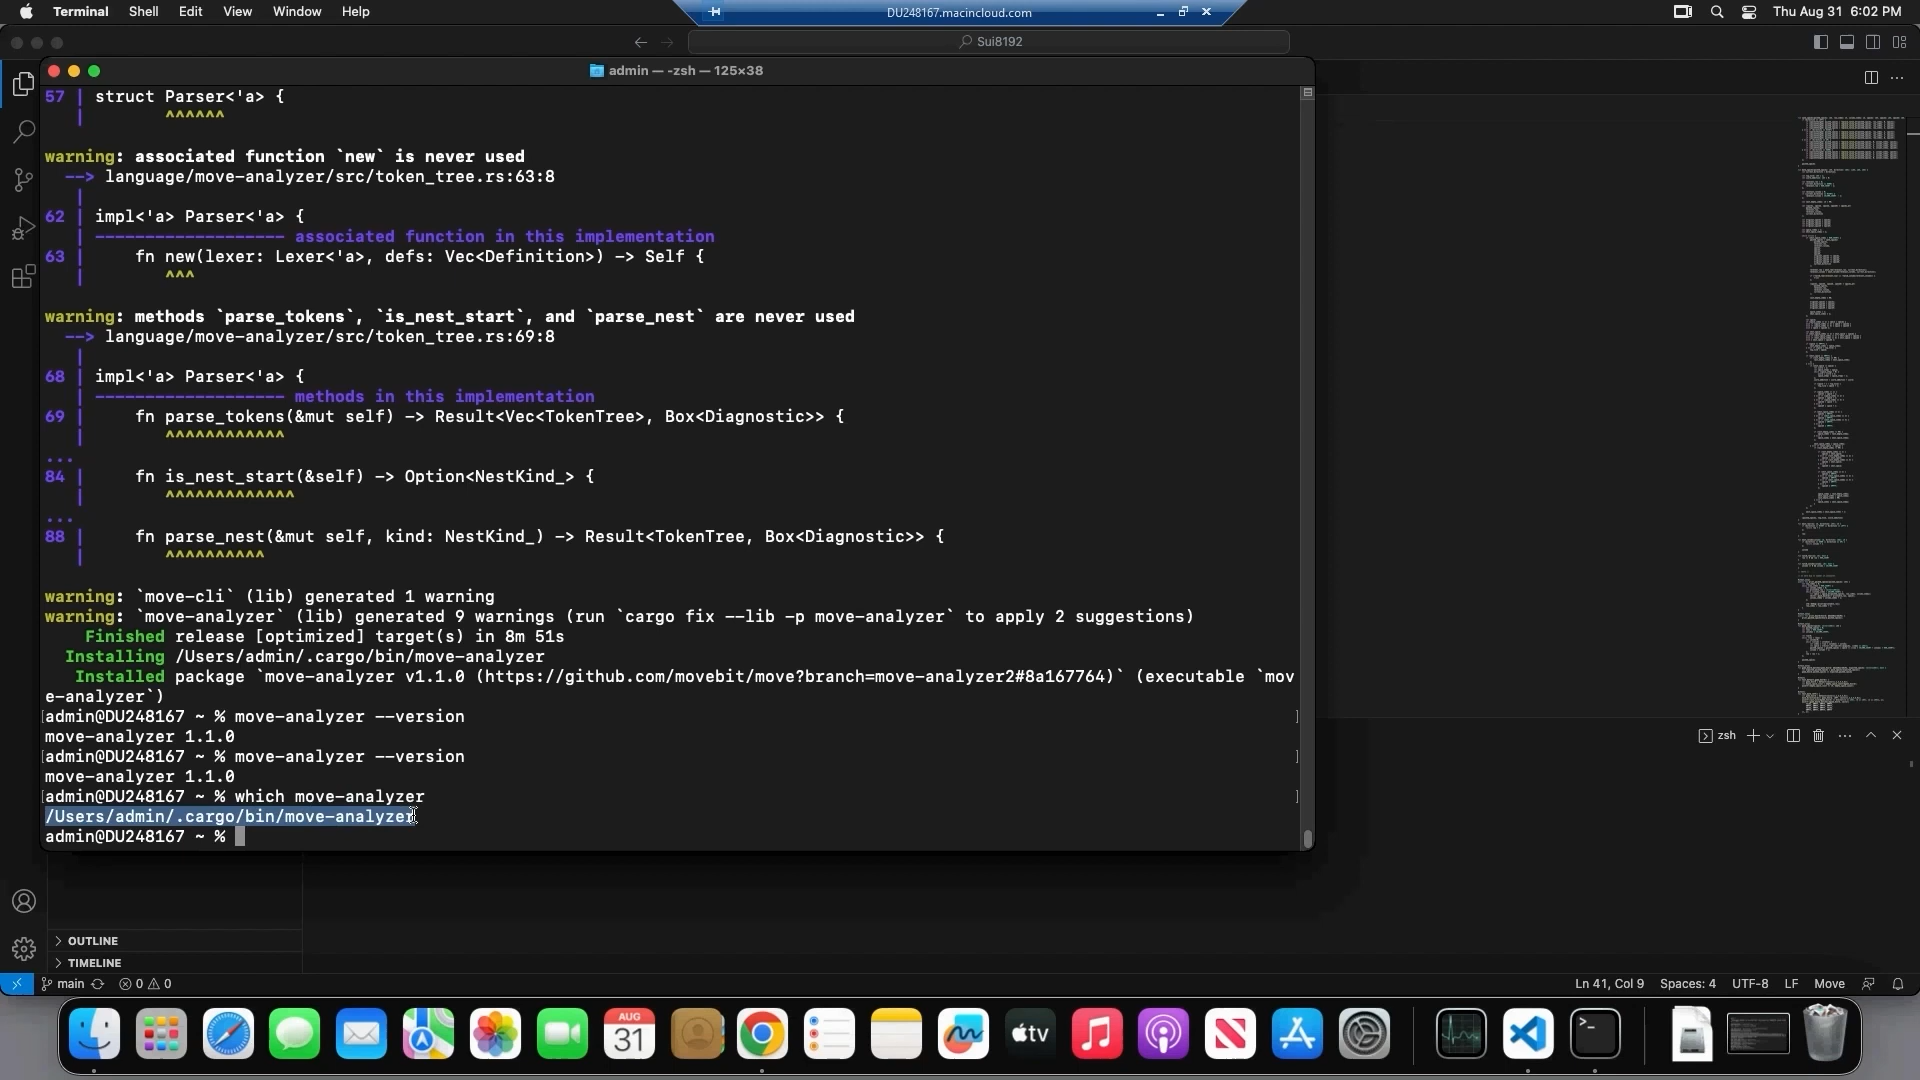 Terminal Shell Edit View Window Help
DU248167.macincloud.com
Thu Aug 31 6:02 PM
Sui8192
admin — -zsh — 125×38
57 | struct Parser<'a> {
| ^^^^^^
warning: associated function `new` is never used
--> language/move-analyzer/src/token_tree.rs:63:8
|
62 | impl<'a> Parser<'a> {
| ------------------- associated function in this implementation
63 | fn new(lexer: Lexer<'a>, defs: Vec<Definition>) -> Self {
| ^^^
warning: methods `parse_tokens`, `is_nest_start`, and `parse_nest` are never used
--> language/move-analyzer/src/token_tree.rs:69:8
|
68 | impl<'a> Parser<'a> {
| ------------------- methods in this implementation
69 | fn parse_tokens(&mut self) -> Result<Vec<TokenTree>, Box<Diagnostic>> {
| ^^^^^^^^^^^^
...
84 | fn is_nest_start(&self) -> Option<NestKind_> {
| ^^^^^^^^^^^^^
...
88 | fn parse_nest(&mut self, kind: NestKind_) -> Result<TokenTree, Box<Diagnostic>> {
| ^^^^^^^^^^
warning: `move-cli` (lib) generated 1 warning
warning: `move-analyzer` (lib) generated 9 warnings (run `cargo fix --lib -p move-analyzer` to apply 2 suggestions)
Finished release [optimized] target(s) in 8m 51s
Installing /Users/admin/.cargo/bin/move-analyzer
Installed package `move-analyzer v1.1.0 (https://github.com/movebit/move?branch=move-analyzer2#8a167764)` (executable `mov
e-analyzer`)
[admin@DU248167 ~ % move-analyzer --version ]
move-analyzer 1.1.0
[admin@DU248167 ~ % move-analyzer --version ]
move-analyzer 1.1.0
[admin@DU248167 ~ % which move-analyzer ]
/Users/admin/.cargo/bin/move-analyzer
admin@DU248167 ~ %
zsh
OUTLINE
TIMELINE
main 0 0
Ln 41, Col 9 Spaces: 4 UTF-8 LF Move
AUG
31
tv